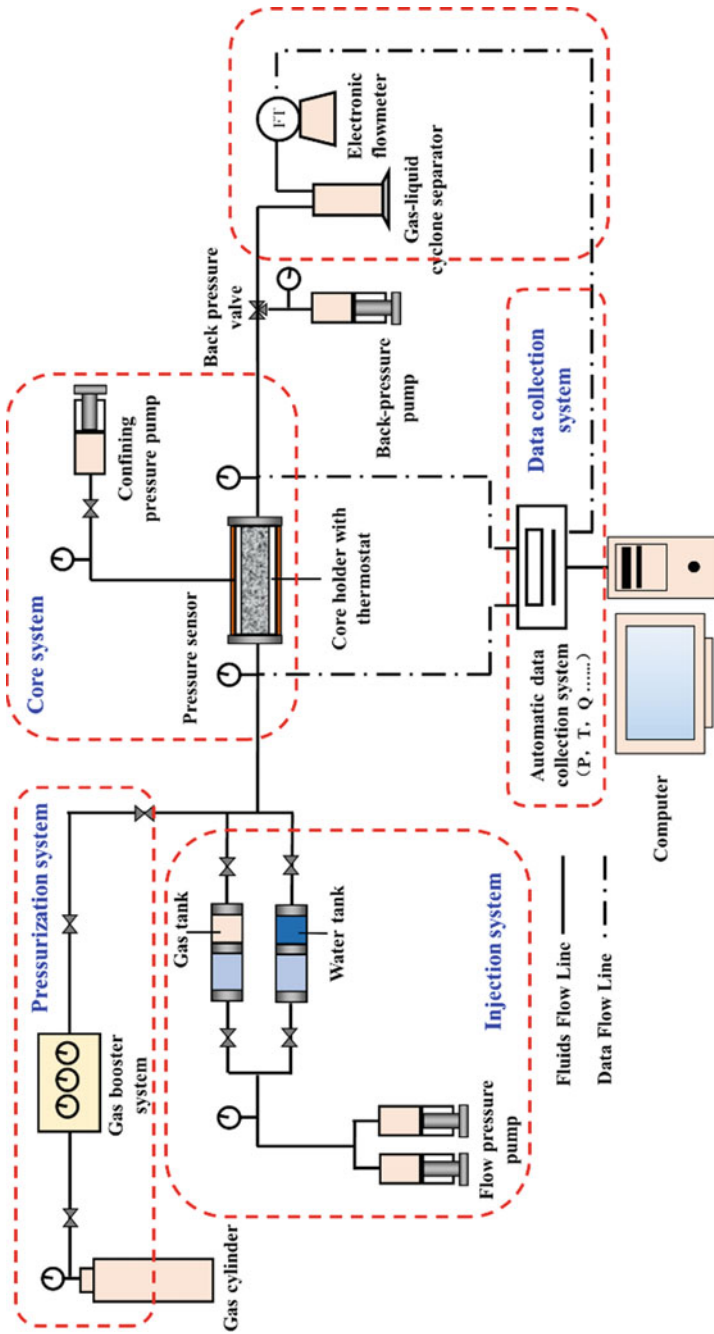 Pressurization system
Gas booster
system
Gas cylinder
Gas tank
Water tank
Flow pressure
pump
Injection system
Core system
Confining
pressure pump
Pressure sensor
Core holder with
thermostat
Back pressure
valve
Back-pressure
pump
FT
Electronic
flowmeter
Gas-liquid
cyclone separator
Data collection
system
Automatic data
collection system
(P, T, Q ......)
Computer
Fluids Flow Line
Data Flow Line